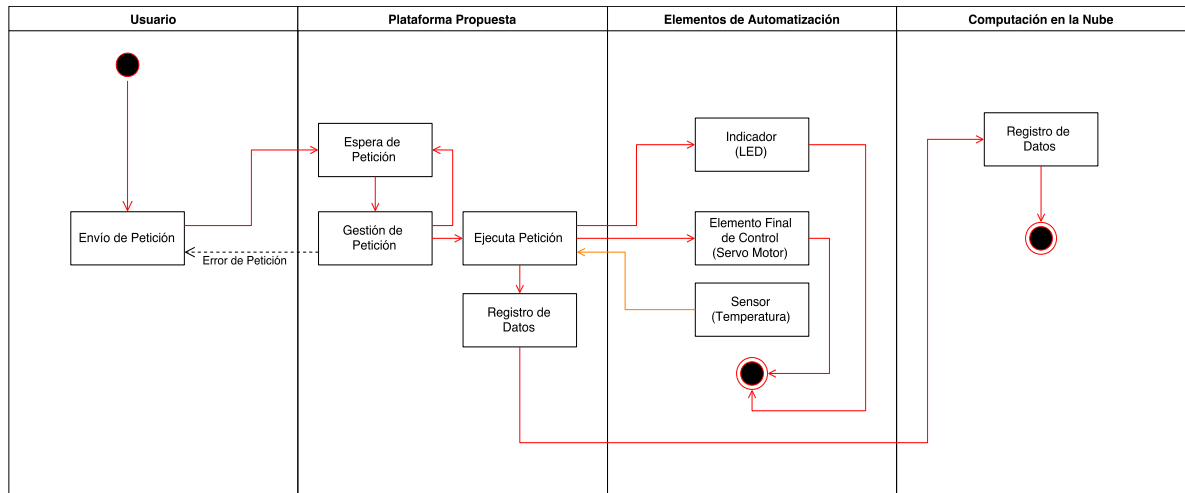 Usuario
Plataforma Propuesta
Elementos de Automatización
Computación en la Nube
Espera de
Petición
Indicador
(LED)
Registro de
Datos
Envío de Petición
Gestión de
Petición
Ejecuta Petición
Elemento Final
de Control
(Servo Motor)
Error de Petición
Registro de
Datos
Sensor
(Temperatura)